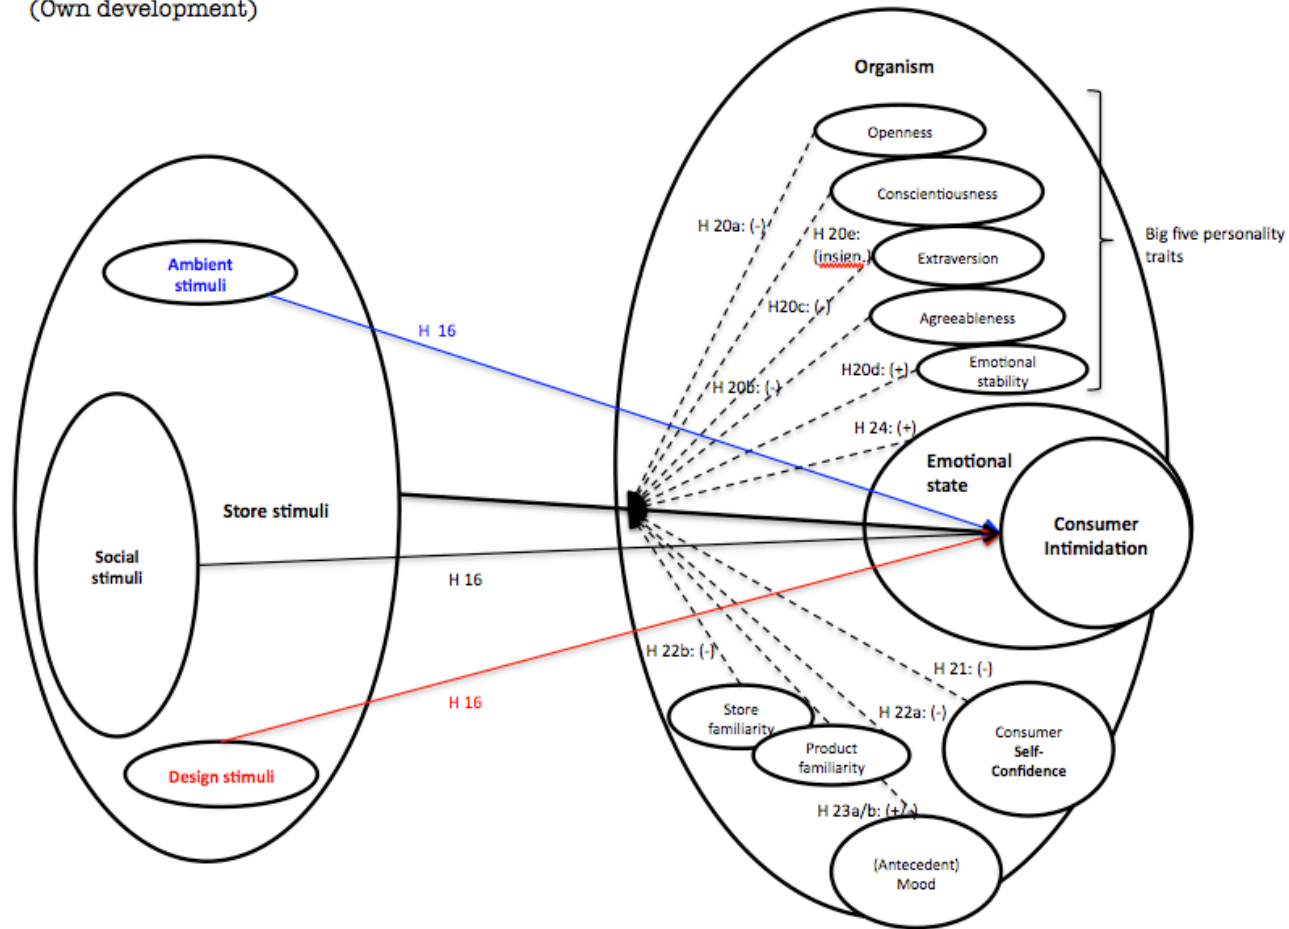 (Own development)
Organism
Openness
Conscientiousness
H 20a: (-)
H 20e:
(insign.)
Extraversion
Big five personality
traits
Ambient
stimuli
H20c: (-)
Agreeableness
H 16
H 20b: (-)
H20d: (+)
Emotional
stability
H 24: (+)
Emotional
state
Store stimuli
Consumer
Intimidation
Social
stimuli
H 16
H 22b: (-)
H 21: (-)
H 16
Store
familiarity
H 22a: (-)
Product
familiarity
Consumer
Self-
Confidence
Design stimuli
H 23a/b: (+/-)
(Antecedent)
Mood